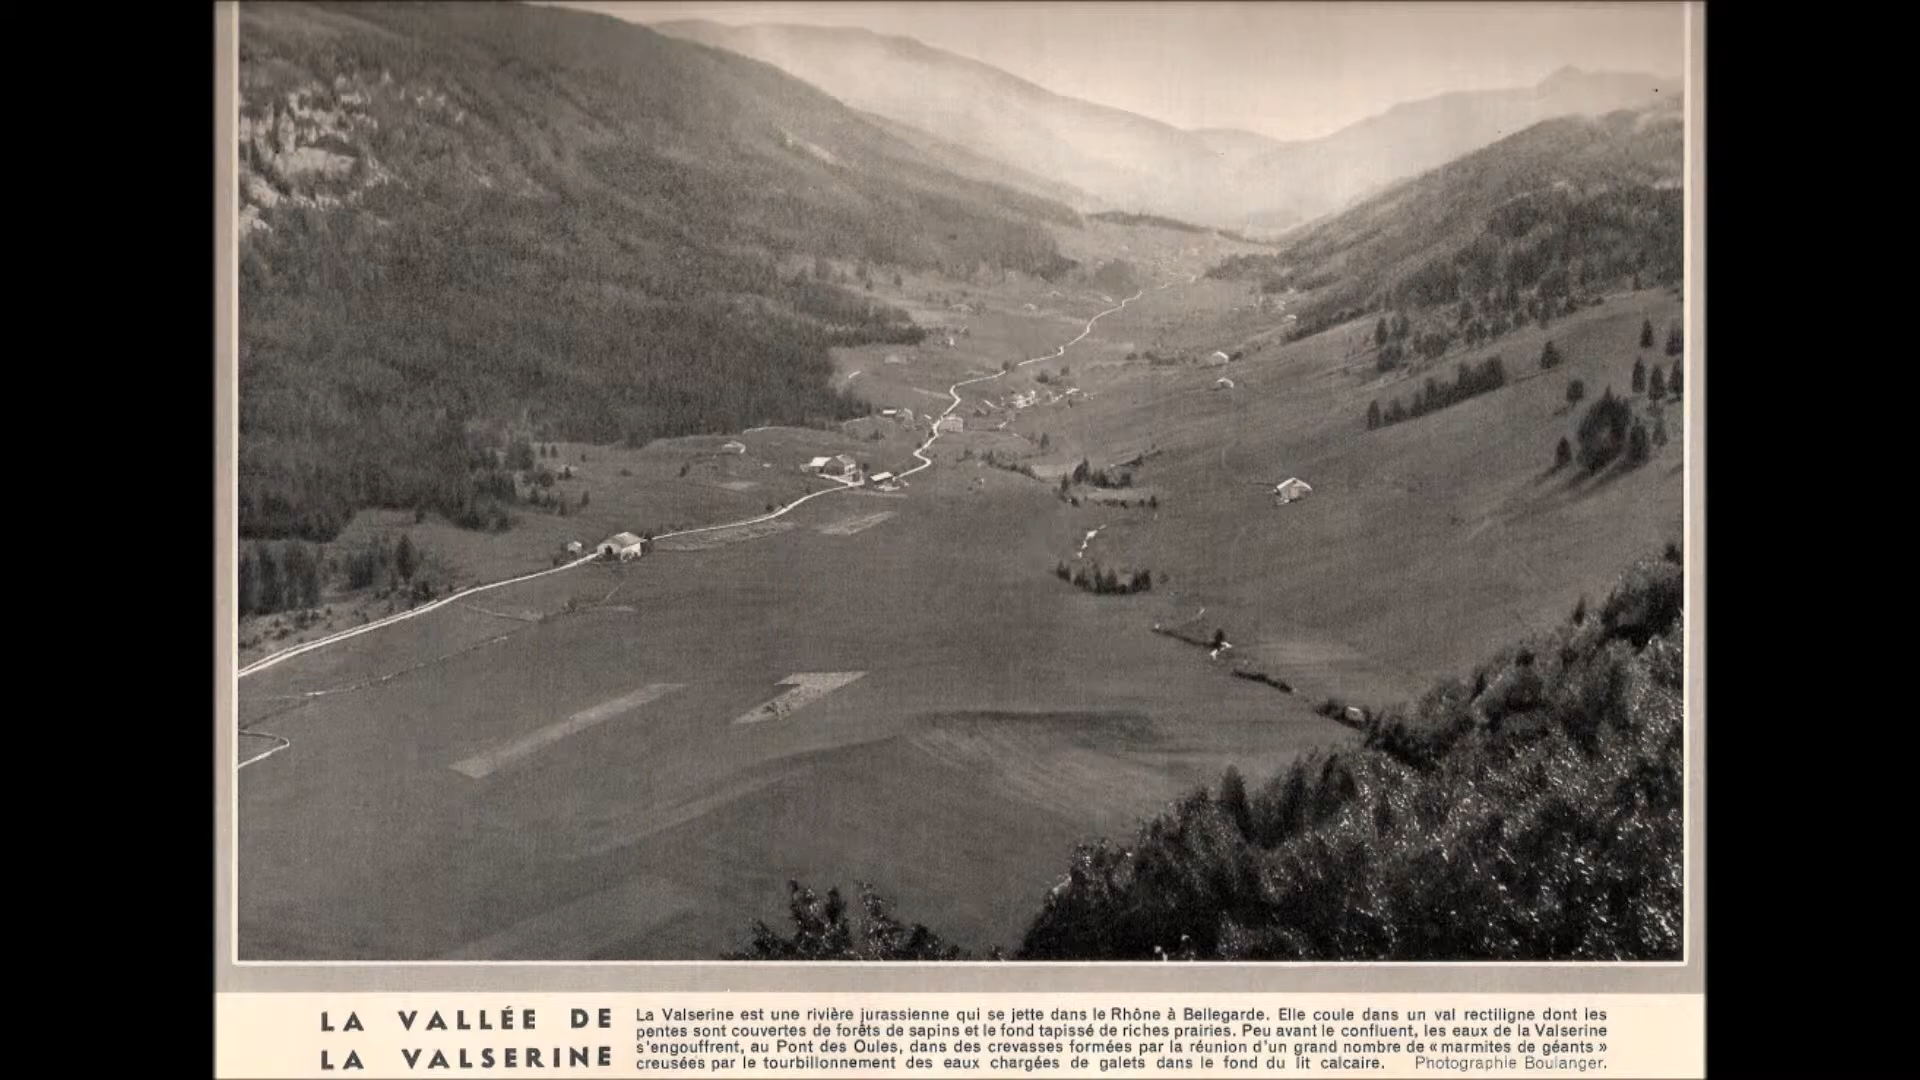 LA VALLÉE DE
LA VALSERINE
La Valserine est une rivière jurassienne qui se jette dans le Rhône à Bellegarde. Elle coule dans un val rectiligne dont les
pentes sont couvertes de forêts de sapins et le fond tapissé de riches prairies. Peu avant le confluent, les eaux de la Valserine
s'engouffrent, au Pont des Oules, dans des crevasses formées par la réunion d'un grand nombre de « marmites de géants »
creusées par le tourbillonnement des eaux chargées de galets dans le fond du lit calcaire. Photographie Boulanger.